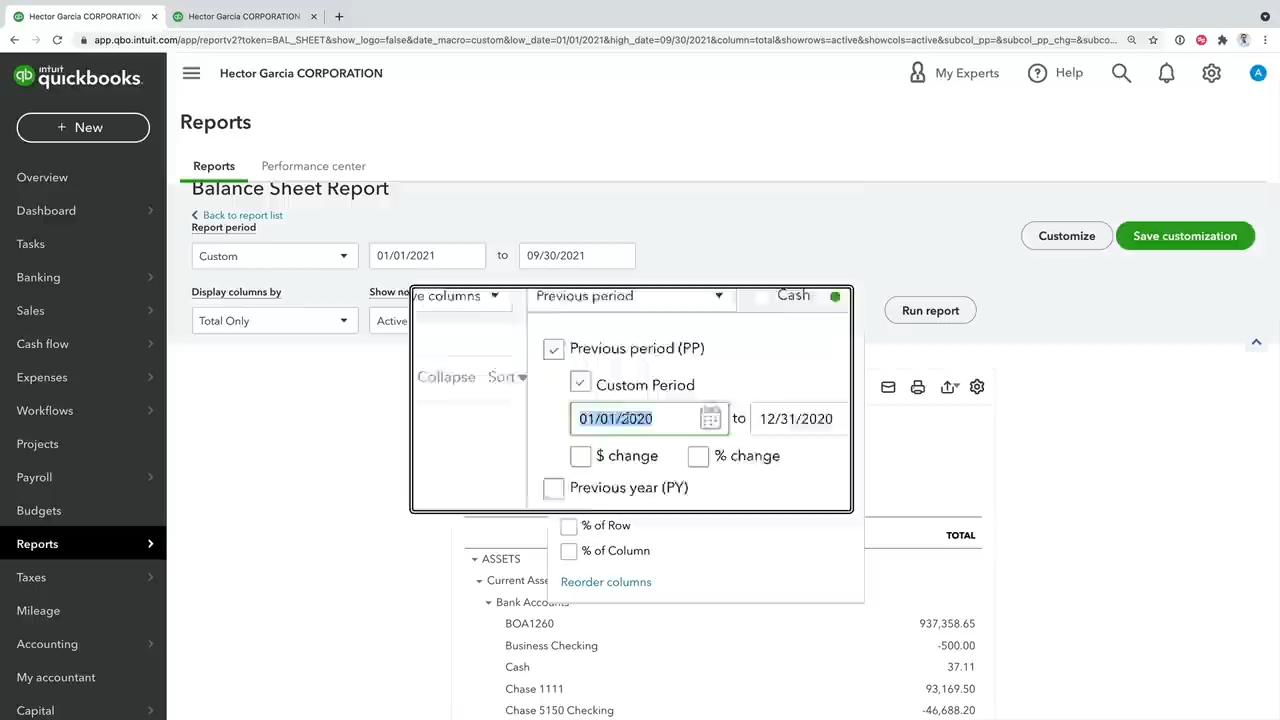 Hector Garcia CORPORATION
Hector Garcia CORPORATION
app.qbo.intuit.com/app/reportv2?token=BAL_SHEET&show_logo=false&date_macro=custom&low_date=01/01/2021&high_date=09/30/2021&column=total&showrows=active&showcols=active&subcol_pp=&subcol_pp_chg=&subco...
intuit
quickbooks.
Hector Garcia CORPORATION
My Experts
Help
A
+ New
Reports
Reports
Performance center
Overview
Dashboard
Tasks
Banking
Sales
Cash flow
Expenses
Workflows
Projects
Payroll
Budgets
Reports
Taxes
Mileage
Accounting
My accountant
Capital
Balance Sheet Report
Back to report list
Report period
Custom
01/01/2021
to
09/30/2021
Customize
Save customization
Display columns by
Show no
Total Only
Active
Run report
ve columns
Previous period
Cash
Previous period (PP)
Collapse
Sort
Custom Period
01/01/2020
to
12/31/2020
$ change
% change
Previous year (PY)
% of Row
% of Column
Reorder columns
TOTAL
ASSETS
Current Asse
Bank Accounts
BOA1260 937,358.65
Business Checking -500.00
Cash 37.11
Chase 1111 93,169.50
Chase 5150 Checking -46,688.20